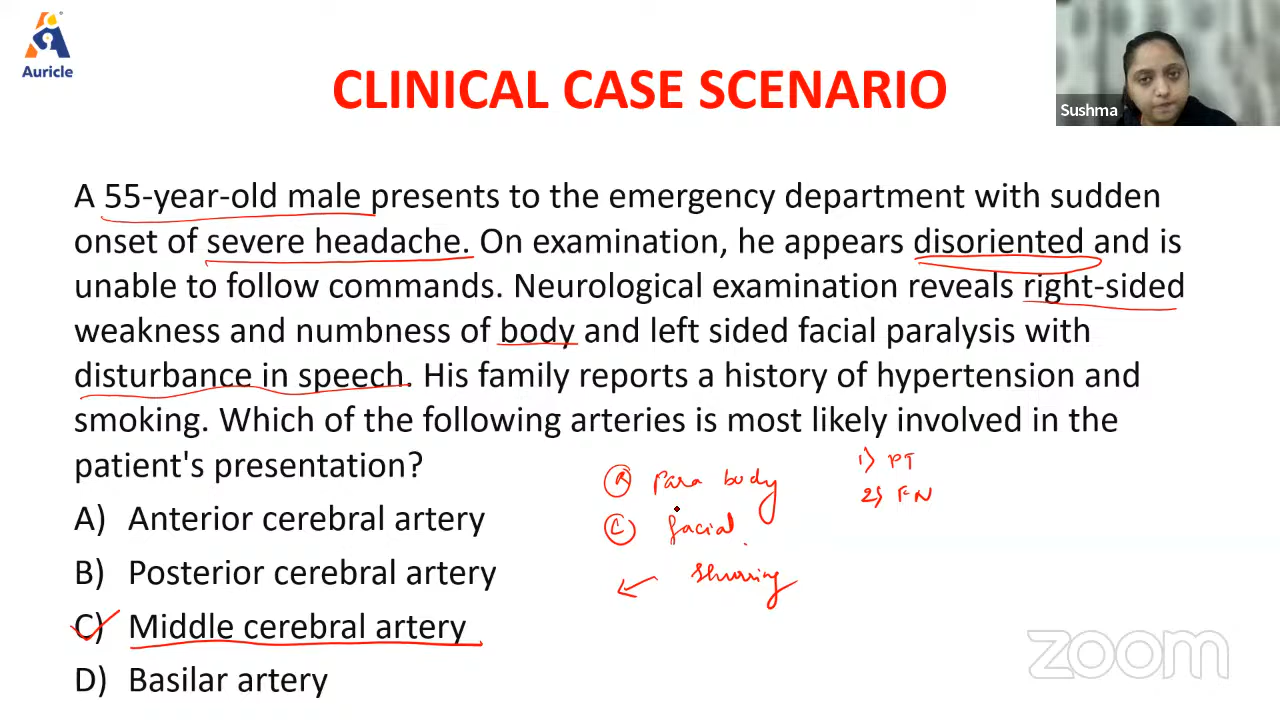 Auricle
CLINICAL CASE SCENARIO
Sushma
A 55-year-old male presents to the emergency department with sudden
onset of severe headache. On examination, he appears disoriented and is
unable to follow commands. Neurological examination reveals right-sided
weakness and numbness of body and left sided facial paralysis with
disturbance in speech. His family reports a history of hypertension and
smoking. Which of the following arteries is most likely involved in the
patient's presentation?
R para body
1) PT
2) FN
A) Anterior cerebral artery
facial
B) Posterior cerebral artery
C) Middle cerebral artery
D) Basilar artery
zoom